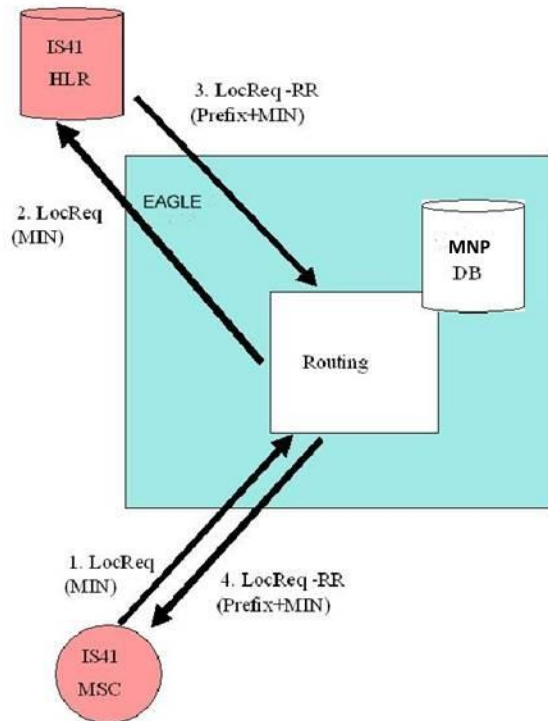 IS41
HLR
3. LocReq -RR
(Prefix+MIN)
2. LocReq
(MIN)
EAGLE
MNP
DB
Routing
1. LocReq
(MIN)
4. LocReq -RR
(Prefix+MIN)
IS41
MSC